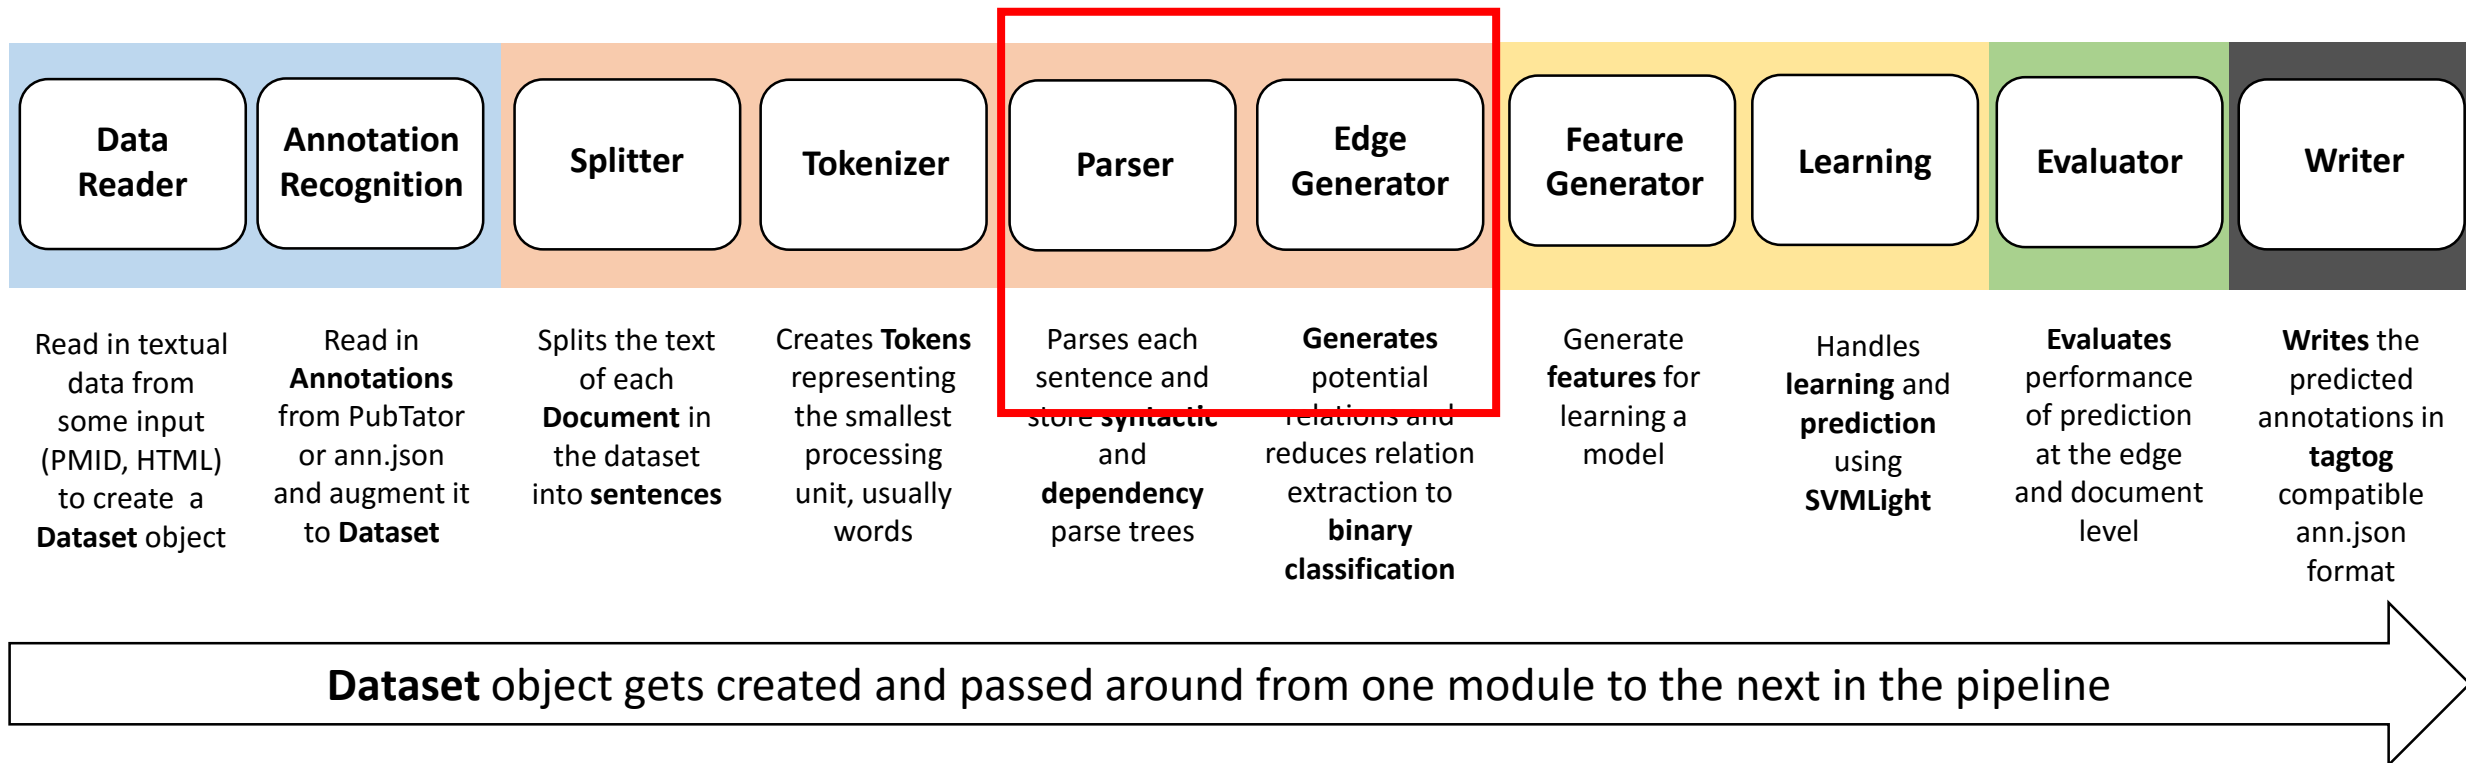 Data
Reader
Annotation
Recognition
Splitter
Tokenizer
Parser
Edge
Generator
Feature
Generator
Learning
Evaluator
Writer
Read in textual
data from
some input
(PMID, HTML)
to create a
Dataset object
Read in
Annotations
from PubTator
or ann.json
and augment it
to Dataset
Splits the text
of each
Document in
the dataset
into sentences
Creates Tokens
representing
the smallest
processing
unit, usually
words
Parses each
sentence and
store syntactic
and
dependency
parse trees
Generates
potential
relations and
reduces relation
extraction to
binary
classification
Generate
features for
learning a
model
Handles
learning and
prediction
using
SVMLight
Evaluates
performance
of prediction
at the edge
and document
level
Writes the
predicted
annotations in
tagtog
compatible
ann.json
format
Dataset object gets created and passed around from one module to the next in the pipeline